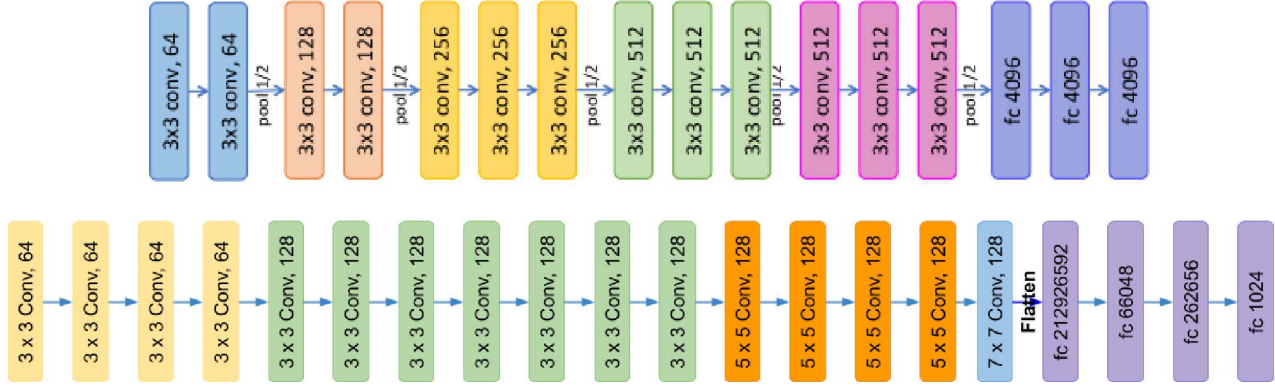 3x3 conv, 64
3x3 conv, 64
pool 1/2
3x3 conv, 128
3x3 conv, 128
pool 1/2
3x3 conv, 256
3x3 conv, 256
3x3 conv, 256
pool 1/2
3x3 conv, 512
3x3 conv, 512
3x3 conv, 512
pool 1/2
3x3 conv, 512
3x3 conv, 512
3x3 conv, 512
pool 1/2
fc 4096
fc 4096
fc 4096
3 x 3 Conv, 64
3 x 3 Conv, 64
3 x 3 Conv, 64
3 x 3 Conv, 64
3 x 3 Conv, 128
3 x 3 Conv, 128
3 x 3 Conv, 128
3 x 3 Conv, 128
3 x 3 Conv, 128
3 x 3 Conv, 128
3 x 3 Conv, 128
5 x 5 Conv, 128
5 x 5 Conv, 128
5 x 5 Conv, 128
5 x 5 Conv, 128
7 x 7 Conv, 128
Flatten
fc 212926592
fc 66048
fc 262656
fc 1024